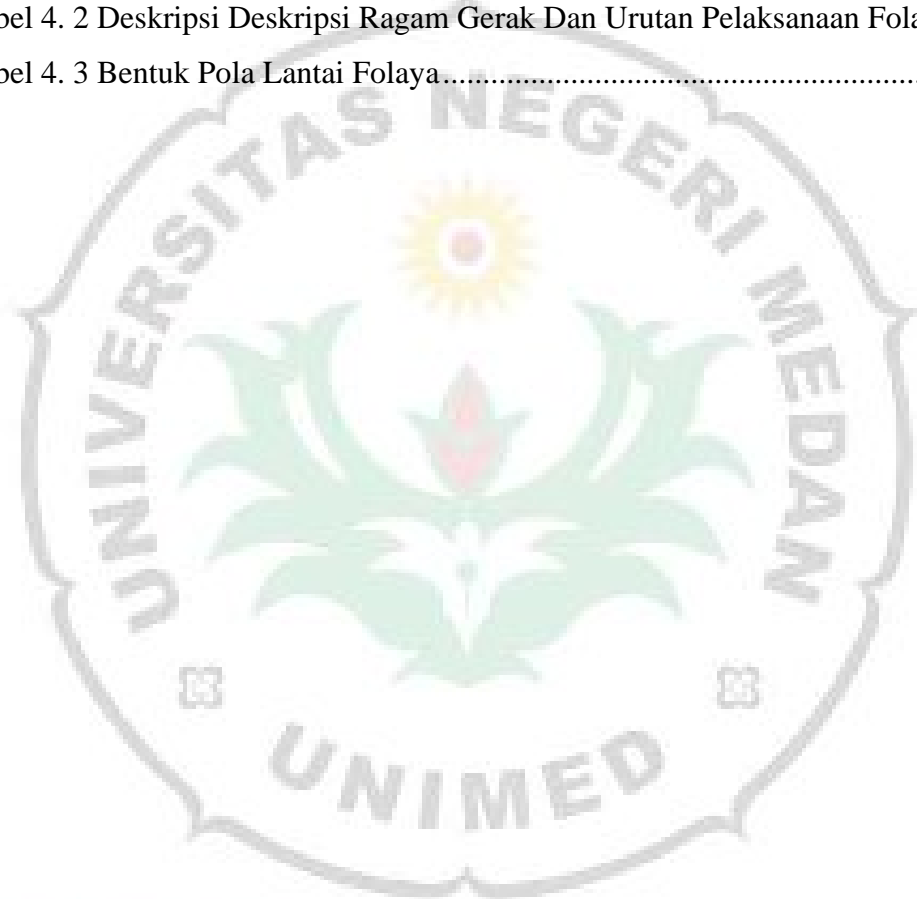 bel 4. 2 Deskripsi Deskripsi Ragam Gerak Dan Urutan Pelaksanaan Fola
bel 4. 3 Bentuk Pola Lantai Folaya....................................................................
UNIVERSITAS NEGERI MEDAN
UNIMED